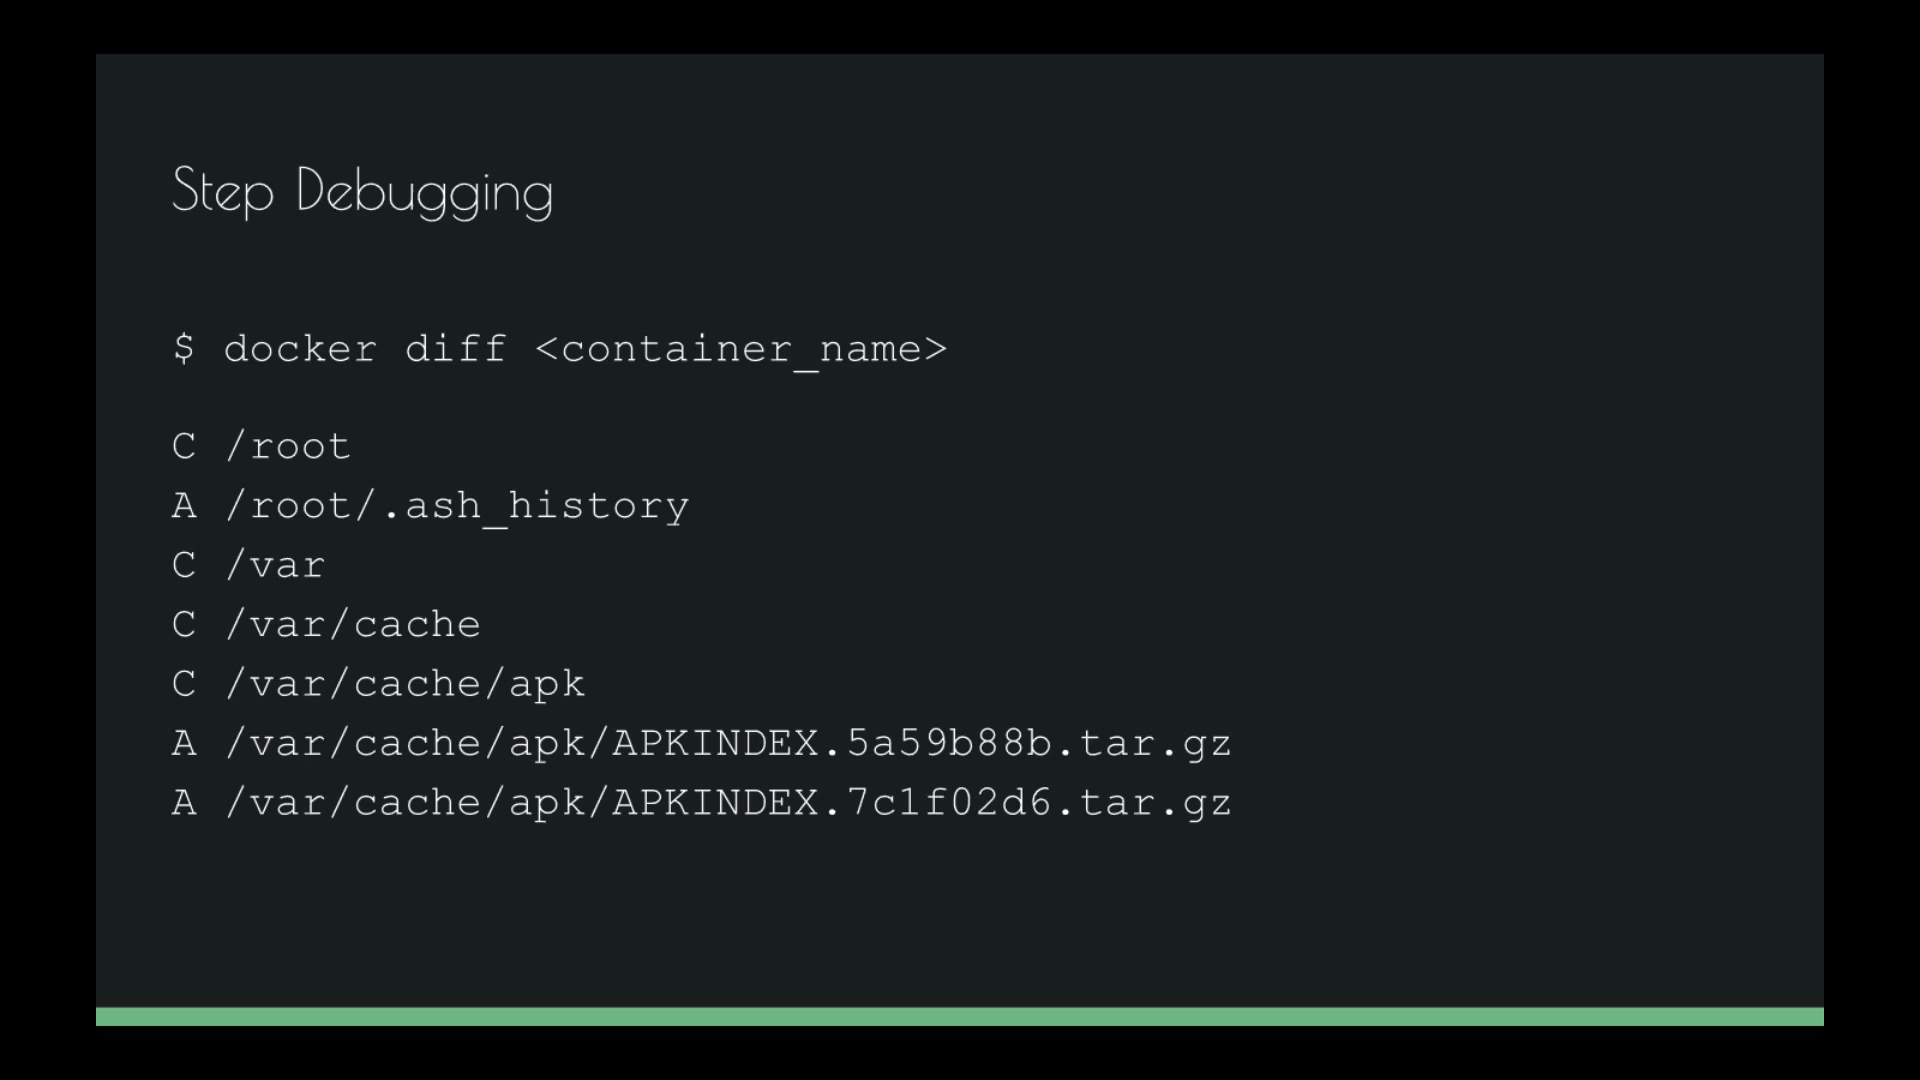 Step Debugging
$ docker diff <container_name>
C /root
A /root/.ash_history
C /var
C /var/cache
C /var/cache/apk
A /var/cache/apk/APKINDEX.5a59b88b.tar.gz
A /var/cache/apk/APKINDEX.7c1f02d6.tar.gz